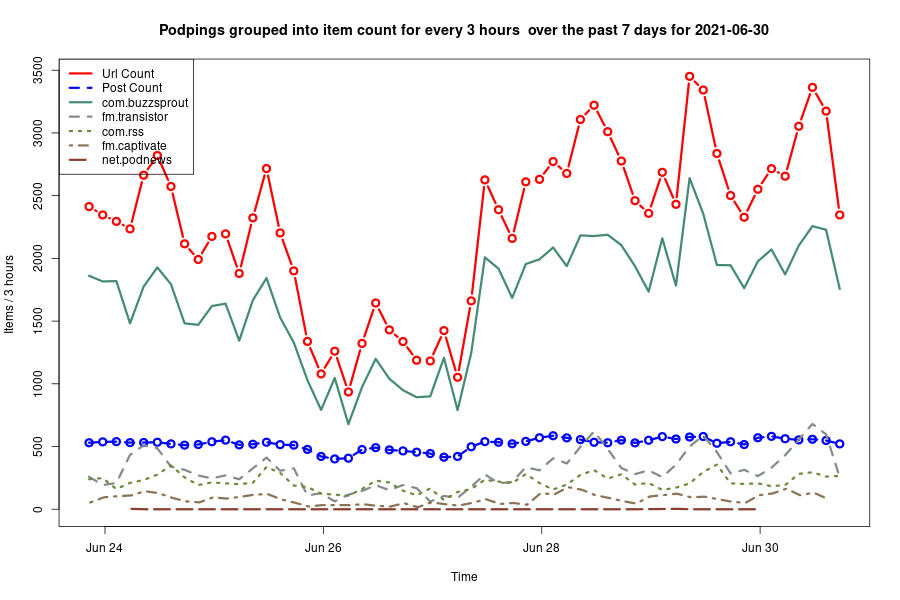 Podpings grouped into item count for every 3 hours  over the past 7 days for 2021-06-30
Url Count
Post Count
com.buzzsprout
fm.transistor
com.rss
fm.captivate
net.podnews
3500
3000
2500
2000
1500
1000
500
0
Items / 3 hours
Jun 24
Jun 26
Jun 28
Jun 30
Time